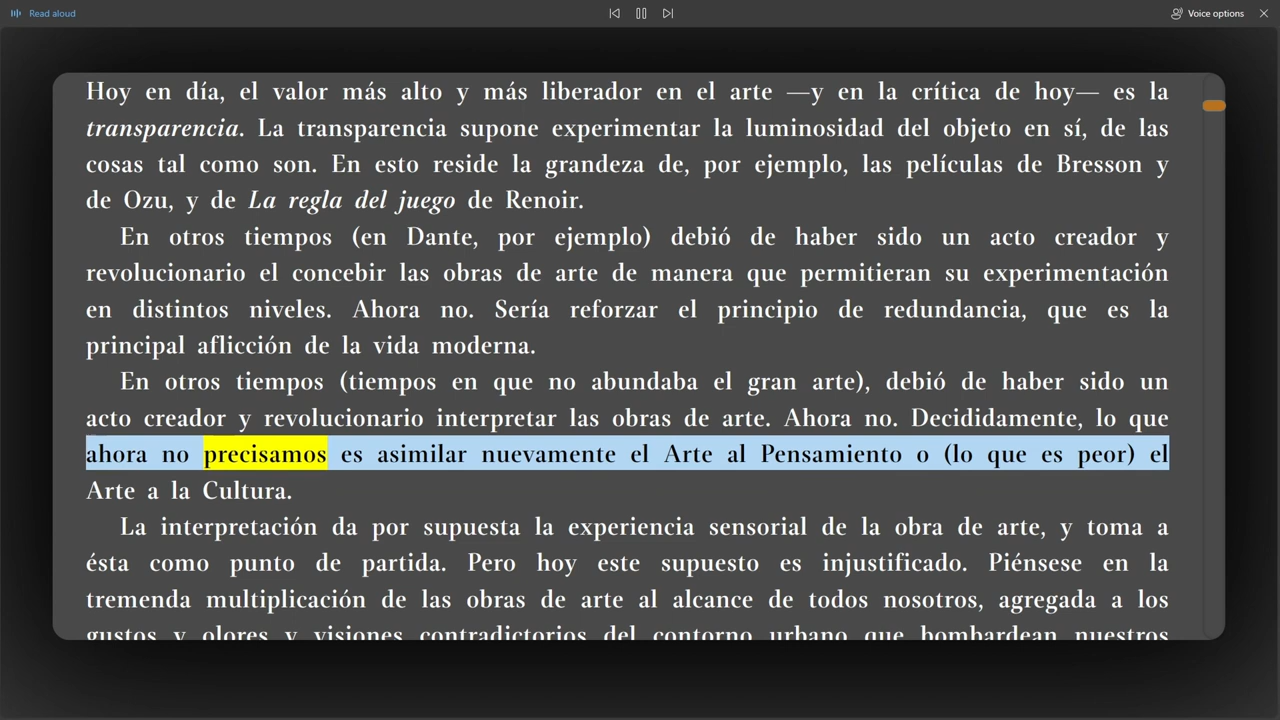 Read aloud
Voice options
Hoy en día, el valor más alto y más liberador en el arte —y en la crítica de hoy— es la
transparencia. La transparencia supone experimentar la luminosidad del objeto en sí, de las
cosas tal como son. En esto reside la grandeza de, por ejemplo, las películas de Bresson y
de Ozu, y de La regla del juego de Renoir.
En otros tiempos (en Dante, por ejemplo) debió de haber sido un acto creador y
revolucionario el concebir las obras de arte de manera que permitieran su experimentación
en distintos niveles. Ahora no. Sería reforzar el principio de redundancia, que es la
principal aflicción de la vida moderna.
En otros tiempos (tiempos en que no abundaba el gran arte), debió de haber sido un
acto creador y revolucionario interpretar las obras de arte. Ahora no. Decididamente, lo que
ahora no precisamos es asimilar nuevamente el Arte al Pensamiento o (lo que es peor) el
Arte a la Cultura.
La interpretación da por supuesta la experiencia sensorial de la obra de arte, y toma a
ésta como punto de partida. Pero hoy este supuesto es injustificado. Piénsese en la
tremenda multiplicación de las obras de arte al alcance de todos nosotros, agregada a los
gustos y olores y visiones contradictorios del contorno urbano que bombardean nuestros